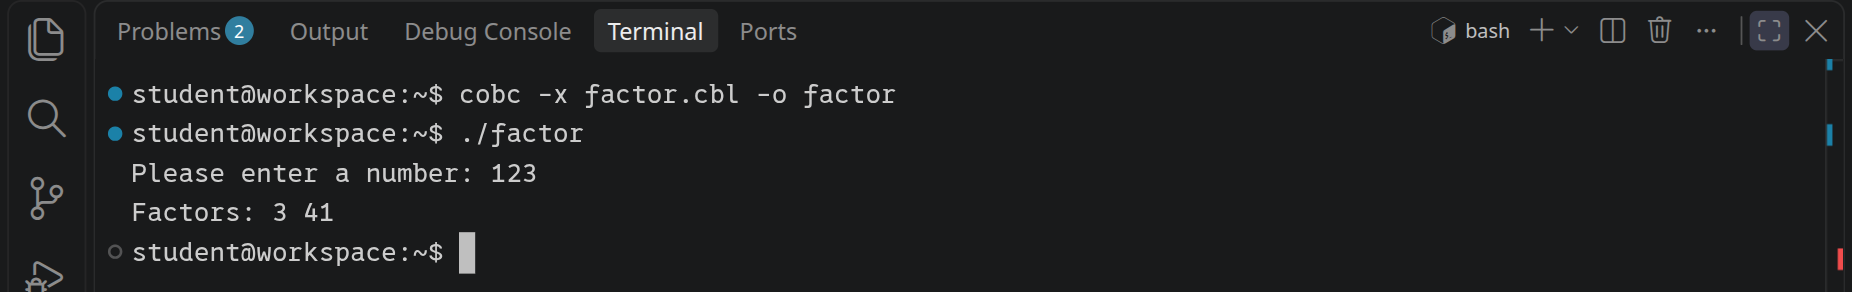 Problems 2 Output Debug Console Terminal Ports bash
student@workspace:~$ cobc -x factor.cbl -o factor
student@workspace:~$ ./factor
Please enter a number: 123
Factors: 3 41
student@workspace:~$